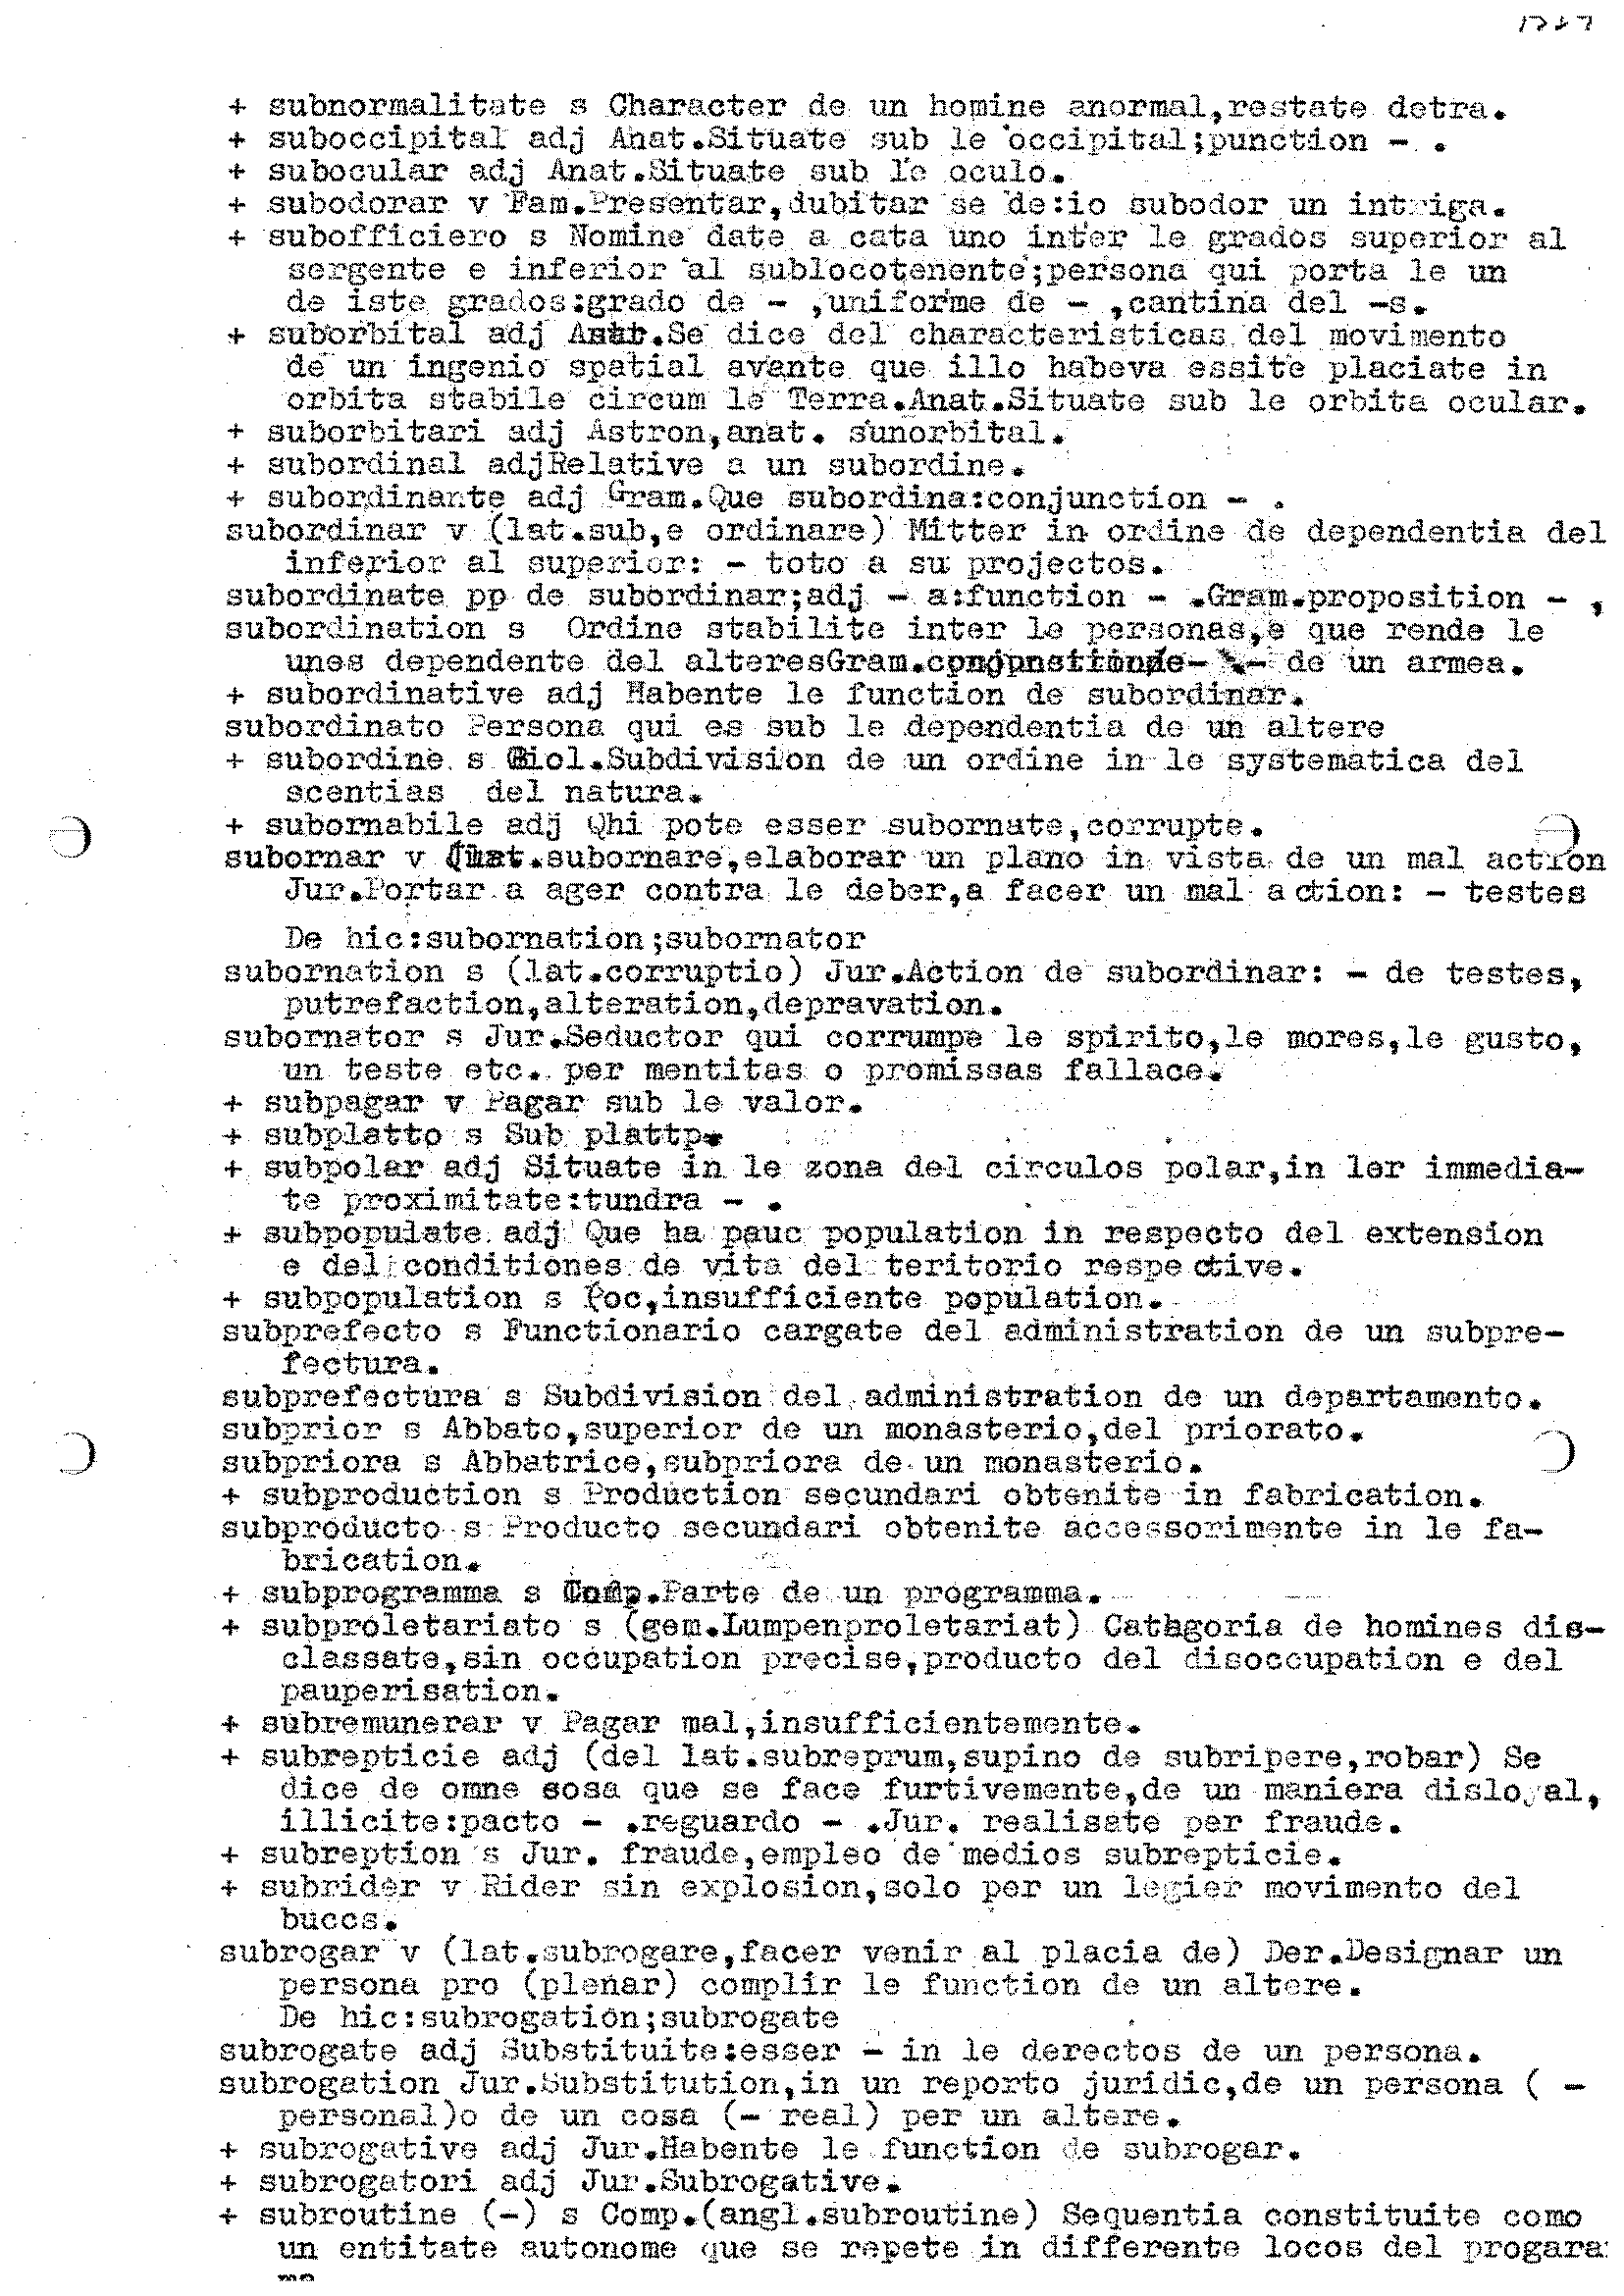 + subnormalitate s Character de un homine anormal,restate detra.
+ suboccipital adj Anat.Situate sub le occipital;punction - .
+ subocular adj Anat.Situate sub le oculo.
+ subodorar v Fam.Presentar,dubitar se de:io subodor un intriga.
+ subofficiero s Nomine date a cata uno inter le grados superior al
sergente e inferior al sublocotenente;persona qui porta le un
de iste grados:grado de - ,uniforme de - ,cantina del -s.
+ suborbital adj Se dice del characteristicas del movimento
de un ingenio spatial avante que illo habeva essite placiate in
orbita stabile circum le Terra.Anat.Situate sub le orbita ocular.
+ suborbitari adj Astron,anat. sunorbital.
+ subordinal adjRelative a un subordine.
+ subordinante adj Gram.Que subordina:conjunction - .
subordinar v (lat.sub,e ordinare) Mitter in ordine de dependentia del
inferior al superior: - toto a su projectos.
subordinate pp de subordinar;adj - a:function - .Gram.proposition - ,
subordination s Ordine stabilite inter le personas,e que rende le
unes dependente del alteresGram. - de un armea.
+ subordinative adj Habente le function de subordinar.
subordinato Persona qui es sub le dependentia de un altere
+ subordine s Biol.Subdivision de un ordine in le systematica del
scentias del natura.
+ subornabile adj Qhi pote esser subornate,corrupte.
subornar v (lat.subornare,elaborar un plano in vista de un mal action
Jur.Portar a ager contra le deber,a facer un mal action: - testes
De hic:subornation;subornator
subornation s (lat.corruptio) Jur.Action de subordinar: - de testes,
putrefaction,alteration,depravation.
subornator s Jur.Seductor qui corrumpe le spirito,le mores,le gusto,
un teste etc. per mentitas o promissas fallace.
+ subpagar v Pagar sub le valor.
+ subplatto s Sub plattp.
+ subpolar adj Situate in le zona del circulos polar,in lor immedia-
te proximitate:tundra - .
+ subpopulate adj Que ha pauc population in respecto del extension
e del conditiones de vita del teritorio respective.
+ subpopulation s Poc,insufficiente population.
subprefecto s Functionario cargate del administration de un subpre-
fectura.
subprefectura s Subdivision del administration de un departamento.
subprior s Abbato,superior de un monasterio,del priorato.
subpriora s Abbatrice,subpriora de un monasterio.
+ subproduction s Production secundari obtenite in fabrication.
subproducto s Producto secundari obtenite accessorimente in le fa-
brication.
+ subprogramma s Comp.Parte de un programma.
+ subproletariato s (gem.Lumpenproletariat) Cathgoria de homines dis-
classate,sin occupation precise,producto del disoccupation e del
pauperisation.
+ subremunerar v Pagar mal,insufficientemente.
+ subrepticie adj (del lat.subreprum,supino de subripere,robar) Se
dice de omne sosa que se face furtivemente,de un maniera disloyal,
illicite:pacto - .reguardo - .Jur. realisate per fraude.
+ subreption s Jur. fraude,empleo de medios subrepticie.
+ subrider v Rider sin explosion,solo per un legier movimento del
buccs.
subrogar v (lat.subrogare,facer venir al placia de) Der.Designar un
persona pro (plenar) complir le function de un altere.
De hic:subrogation;subrogate
subrogate adj Substituite:esser - in le derectos de un persona.
subrogation Jur.Substitution,in un reporto juridic,de un persona ( -
personal)o de un cosa (- real) per un altere.
+ subrogative adj Jur.Habente le function de subrogar.
+ subrogatori adj Jur.Subrogative.
+ subroutine (-) s Comp.(angl.subroutine) Sequentia constituite como
un entitate autonome que se repete in differente locos del progara